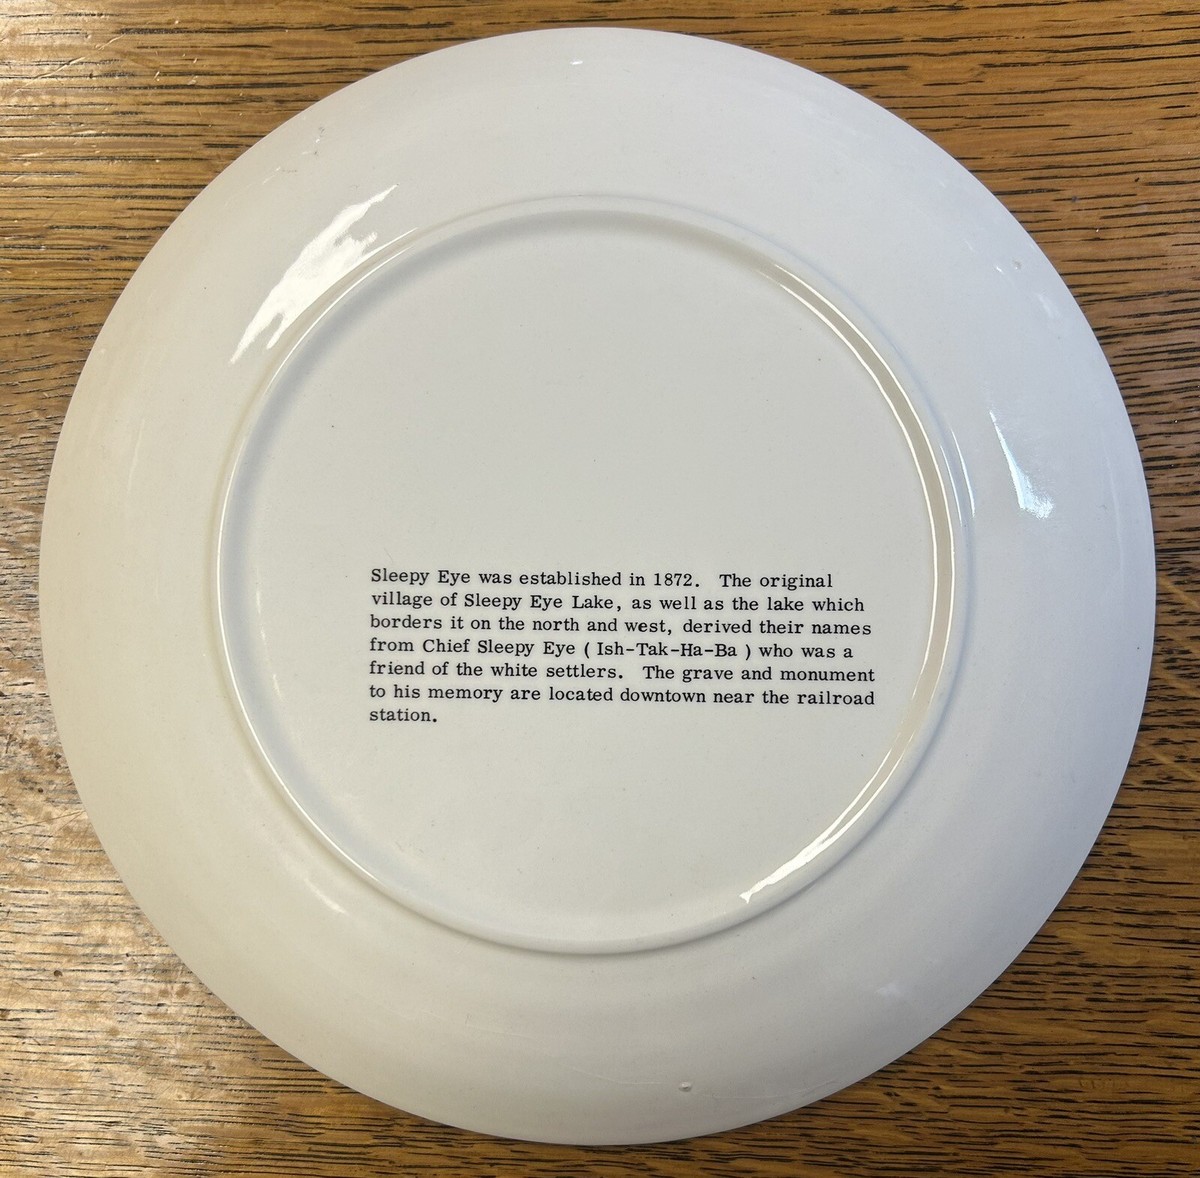 Sleepy Eye was established in 1872. The original
village of Sleepy Eye Lake, as well as the lake which
borders it on the north and west, derived their names
from Chief Sleepy Eye ( Ish-Tak-Ha-Ba ) who was a
friend of the white settlers. The grave and monument
to his memory are located downtown near the railroad
station.